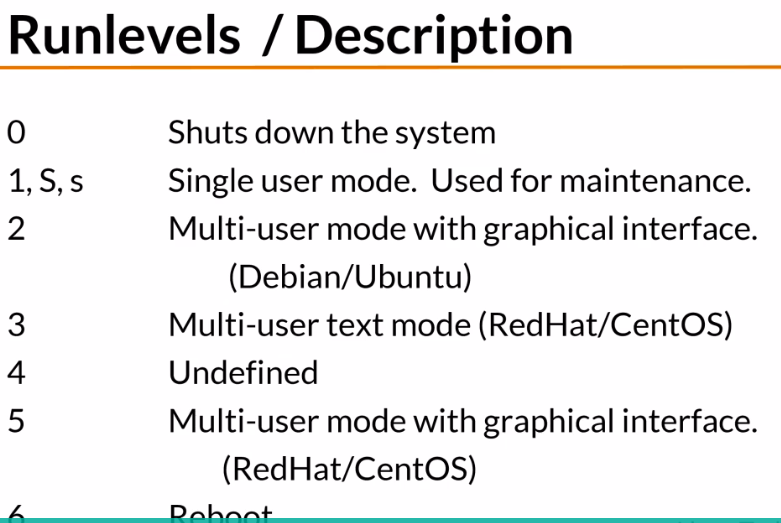 Runlevels / Description
0 Shuts down the system
1, S, s Single user mode. Used for maintenance.
2 Multi-user mode with graphical interface.
(Debian/Ubuntu)
3 Multi-user text mode (RedHat/CentOS)
4 Undefined
5 Multi-user mode with graphical interface.
(RedHat/CentOS)
6 Reboot